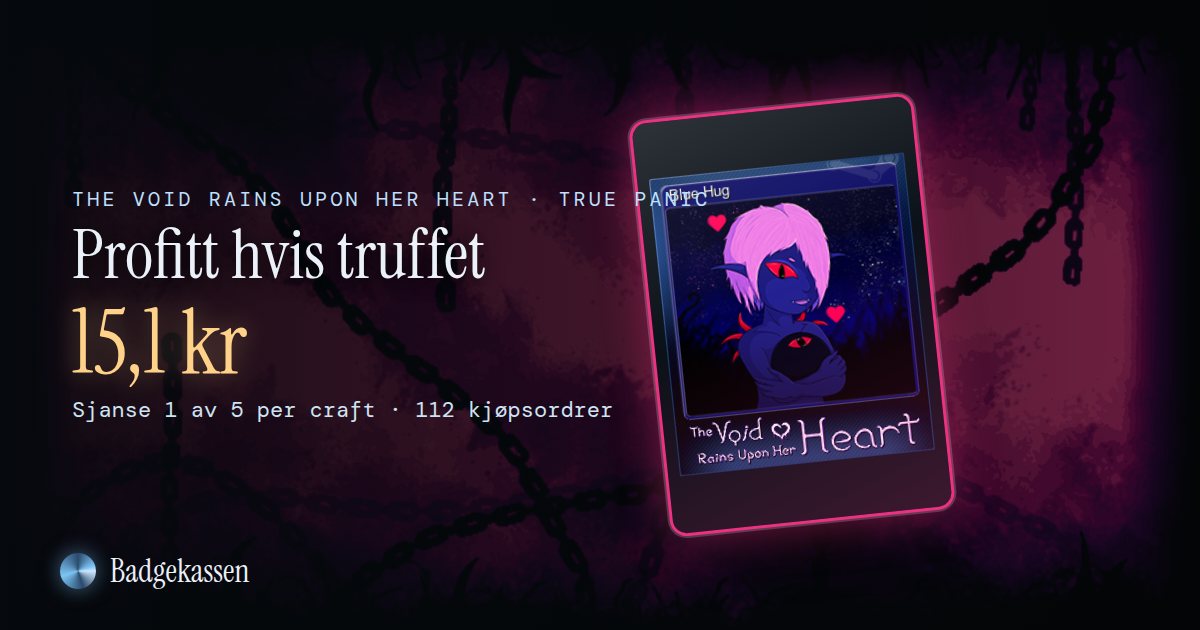 THE VOID RAINS UPON HER HEART · TRUE PANIC
Profitt hvis truffet
15,1 kr
Sjanse 1 av 5 per craft · 112 kjøpsordrer
Blue Hug
The Void Heart
Rains Upon Her
Badgekassen